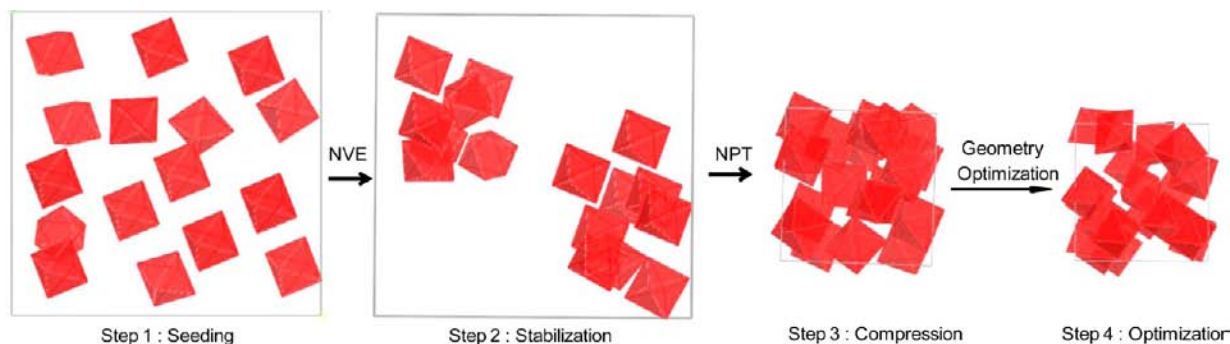 NVE
NPT
Geometry
Optimization
Step 1 : Seeding
Step 2 : Stabilization
Step 3 : Compression
Step 4 : Optimization